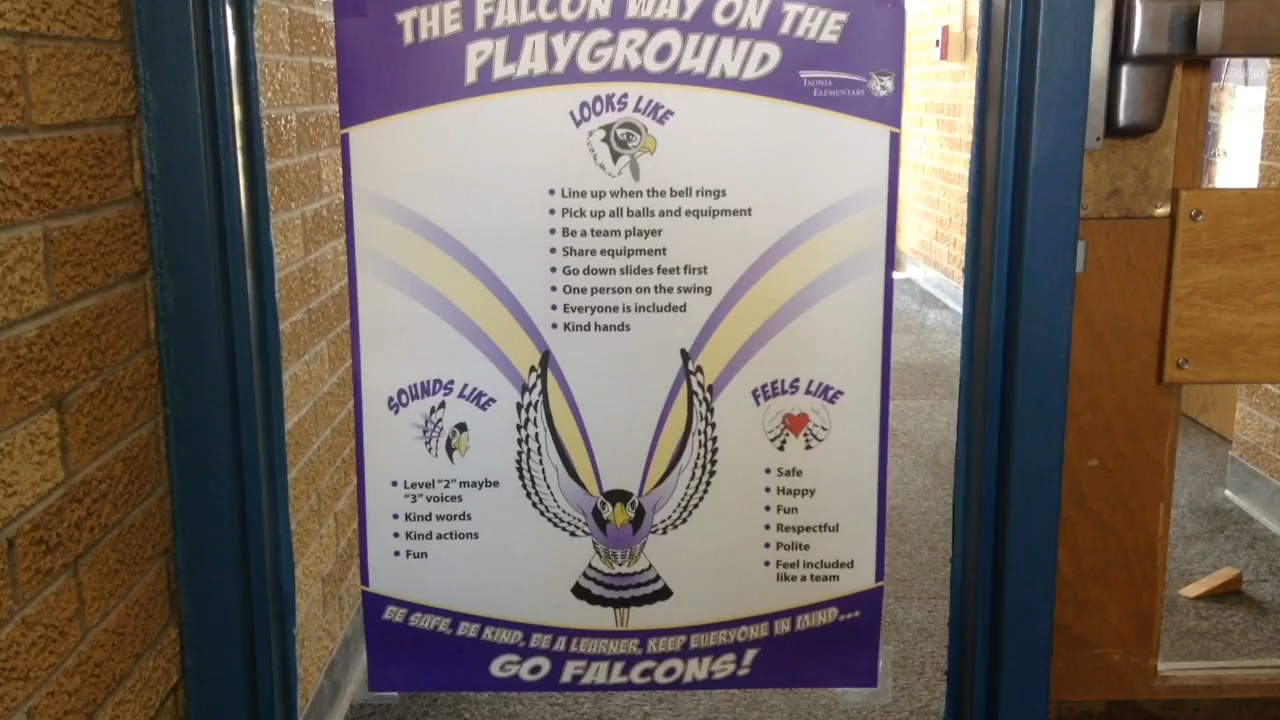 THE FALCON WAY ON THE
PLAYGROUND
IXONIA
ELEMENTARY
LOOKS LIKE
• Line up when the bell rings
• Pick up all balls and equipment
• Be a team player
• Share equipment
• Go down slides feet first
• One person on the swing
• Everyone is included
• Kind hands
SOUNDS LIKE
• Level "2" maybe
"3" voices
• Kind words
• Kind actions
• Fun
FEELS LIKE
• Safe
• Happy
• Fun
• Respectful
• Polite
• Feel included
like a team
BE SAFE, BE KIND, BE A LEARNER, KEEP EVERYONE IN MIND...
GO FALCONS!